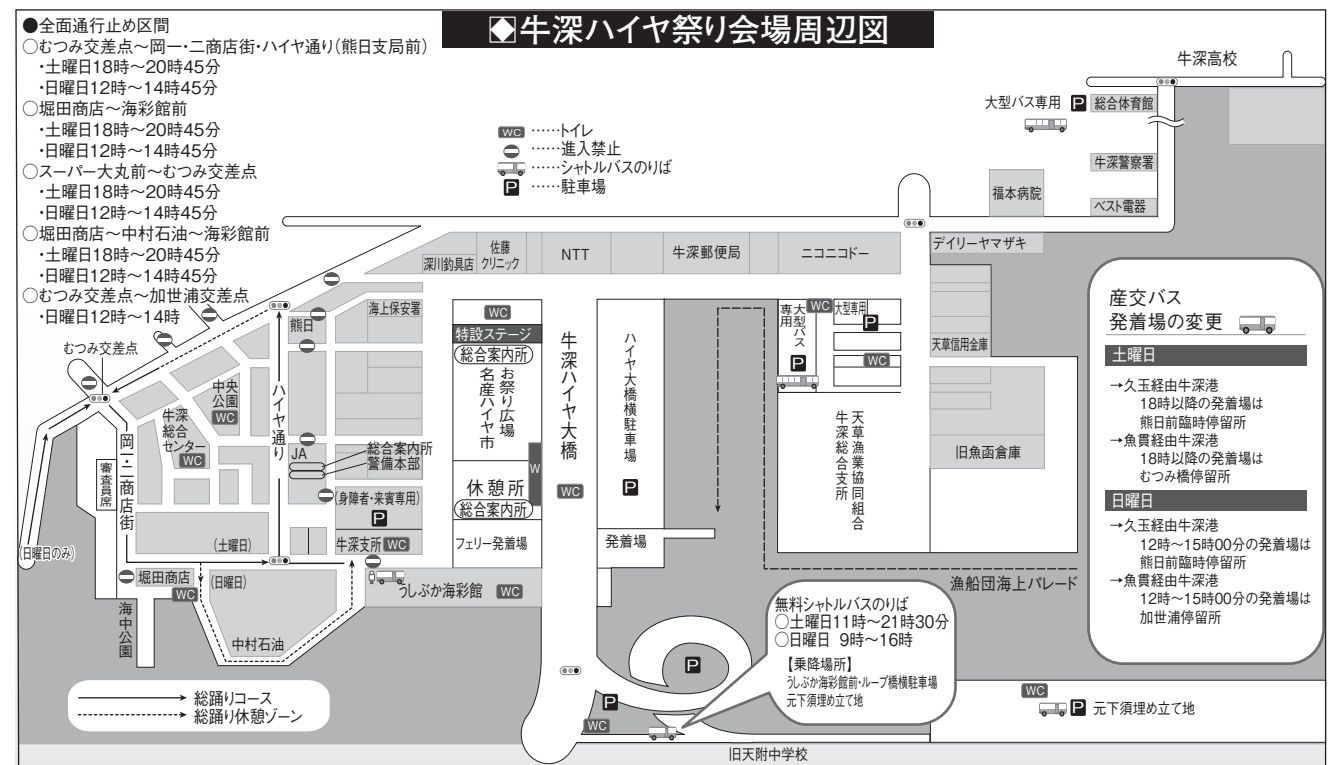 ◆牛深ハイヤ祭り会場周辺図
●全面通行止め区間
○むつみ交差点～岡一・二商店街・ハイヤ通り(熊日支局前)
・土曜日18時～20時45分
・日曜日12時～14時45分
○堀田商店～海彩館前
・土曜日18時～20時45分
・日曜日12時～14時45分
○スーパー大丸前～むつみ交差点
・土曜日18時～20時45分
・日曜日12時～14時45分
○堀田商店～中村石油～海彩館前
・土曜日18時～20時45分
・日曜日12時～14時45分
○むつみ交差点～加世浦交差点
・日曜日12時～14時
WC……トイレ
……進入禁止
……シャトルバスのりば
P……駐車場
牛深高校
大型バス専用 P
総合体育館
牛深警察署
福本病院
ベスト電器
デイリーヤマザキ
深川釣具店
佐藤
クリニック
NTT
牛深郵便局
ニコニコドー
むつみ交差点
熊日
海上保安署
WC
特設ステージ
総合案内所
お祭り広場
名産ハイヤ市
W
休憩所
総合案内所
フェリー発着場
牛深ハイヤ大橋
WC
ハイヤ大橋横駐車場
P
発着場
大型バス
専用
P
WC
大型専用
P
WC
天草信用金庫
天草漁業協同組合
牛深総合支所
旧魚函倉庫
中央
公園
WC
牛深
総合
センター
WC
ハイヤ通り
JA
総合案内所
警備本部
(身障者・来賓専用)
P
牛深支所 WC
岡一・二商店街
審査員席
(日曜日のみ)
(土曜日)
堀田商店
WC
(日曜日)
海中公園
中村石油
うしぶか海彩館 WC
漁船団海上パレード
無料シャトルバスのりば
○土曜日11時～21時30分
○日曜日 9時～16時
【乗降場所】
うしぶか海彩館前・ループ橋横駐車場
元下須埋め立て地
P
P
WC
WC
P 元下須埋め立て地
旧天附中学校
総踊りコース
総踊り休憩ゾーン
産交バス
発着場の変更
土曜日
→久玉経由牛深港
18時以降の発着場は
熊日前臨時停留所
→魚貫経由牛深港
18時以降の発着場は
むつみ橋停留所
日曜日
→久玉経由牛深港
12時～15時00分の発着場は
熊日前臨時停留所
→魚貫経由牛深港
12時～15時00分の発着場は
加世浦停留所